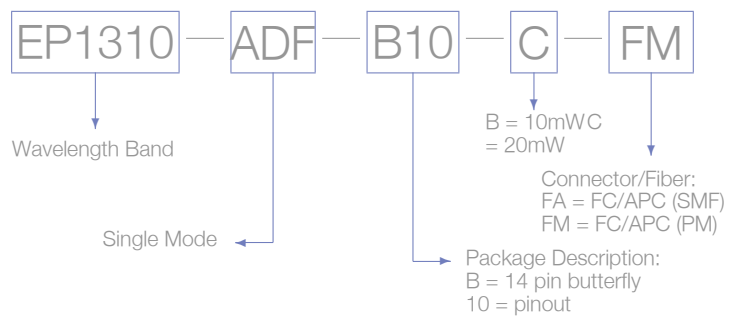 EP1310 — ADF — B10 — C — FM
B = 10mW C
= 20mW
Wavelength Band
Connector/Fiber:
FA = FC/APC (SMF)
FM = FC/APC (PM)
Single Mode
Package Description:
B = 14 pin butterfly
10 = pinout